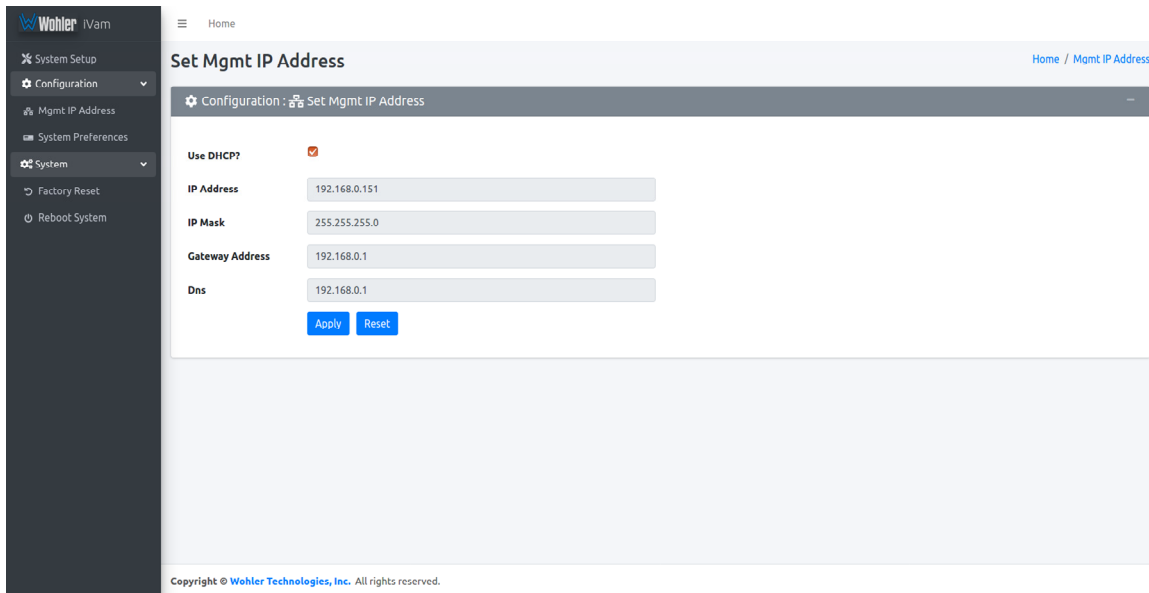 Wohler iVam
System Setup
Configuration
Mgmt IP Address
System Preferences
System
Factory Reset
Reboot System
Home
Set Mgmt IP Address
Home / Mgmt IP Address
Configuration : Set Mgmt IP Address
Use DHCP?
IP Address 192.168.0.151
IP Mask 255.255.255.0
Gateway Address 192.168.0.1
Dns 192.168.0.1
Apply Reset
Copyright © Wohler Technologies, Inc. All rights reserved.